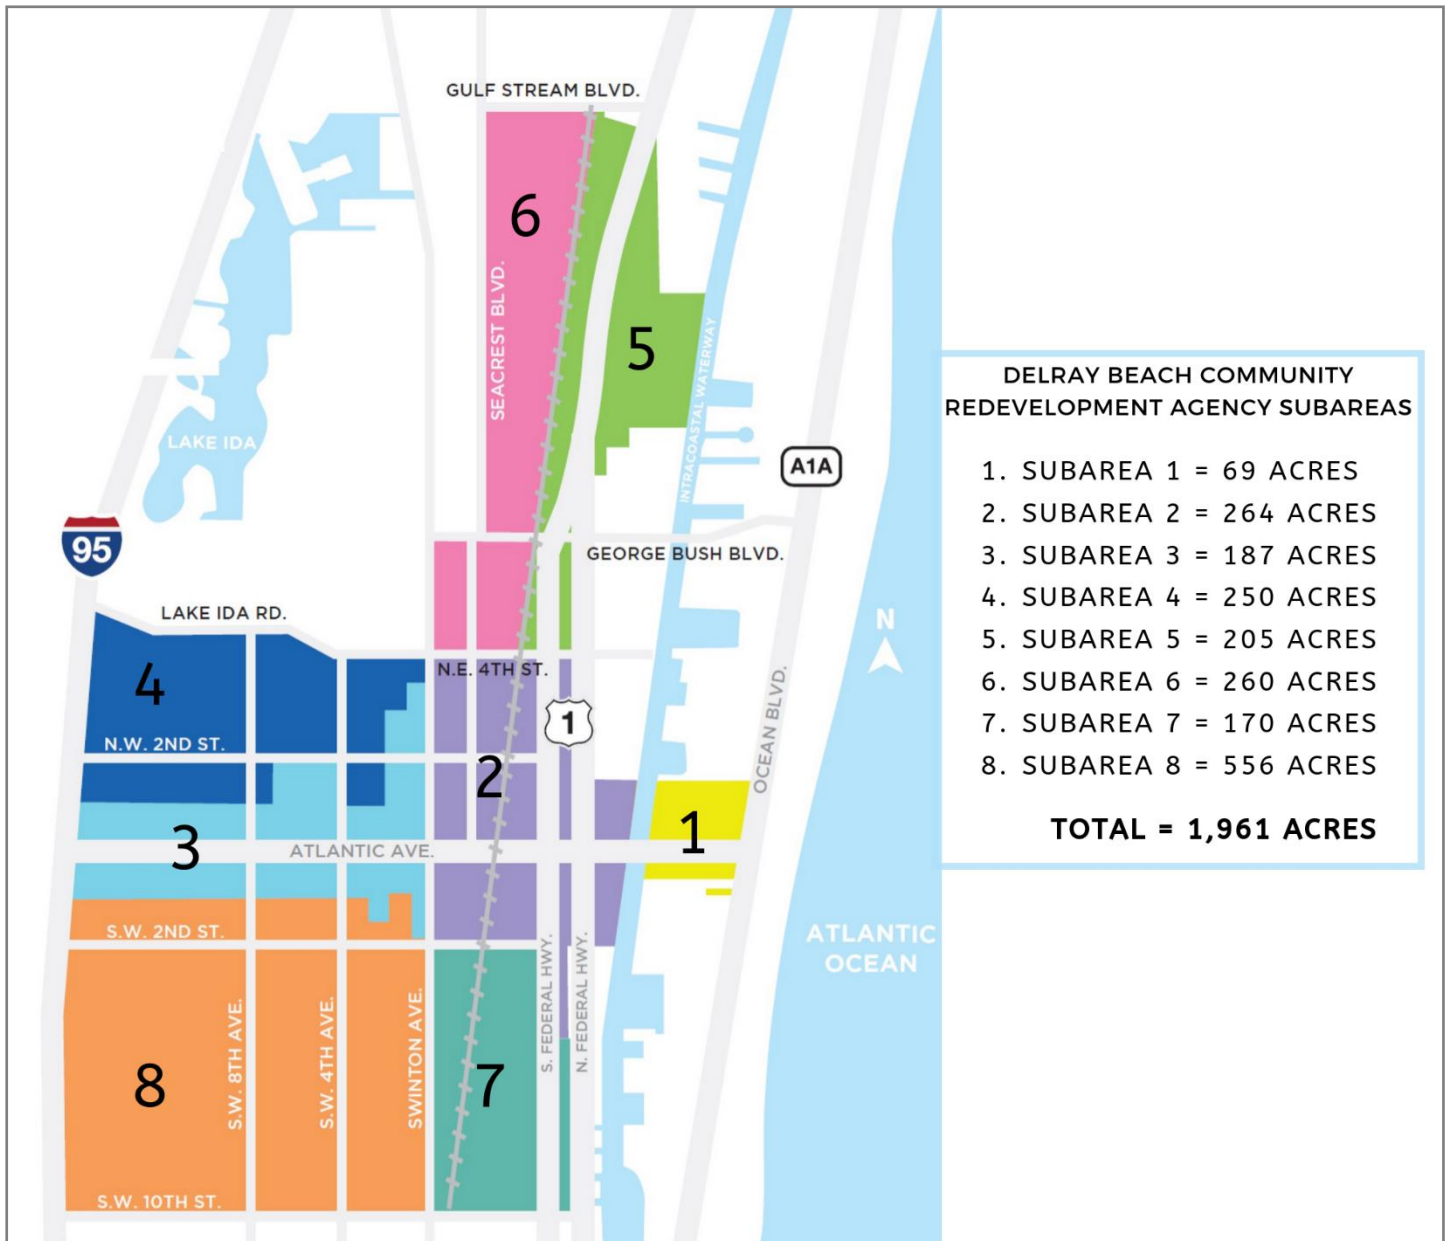 GULF STREAM BLVD.
6
SEACREST BLVD.
5
INTRACOASTAL WATERWAY
LAKE IDA
A1A
95
GEORGE BUSH BLVD.
LAKE IDA RD.
N
4
N.E. 4TH ST.
1
OCEAN BLVD.
N.W. 2ND ST.
2
3
ATLANTIC AVE.
1
S.W. 2ND ST.
ATLANTIC
OCEAN
S. FEDERAL HWY.
N. FEDERAL HWY.
8
S.W. 8TH AVE.
S.W. 4TH AVE.
SWINTON AVE.
7
S.W. 10TH ST.
DELRAY BEACH COMMUNITY
REDEVELOPMENT AGENCY SUBAREAS
1. SUBAREA 1 = 69 ACRES
2. SUBAREA 2 = 264 ACRES
3. SUBAREA 3 = 187 ACRES
4. SUBAREA 4 = 250 ACRES
5. SUBAREA 5 = 205 ACRES
6. SUBAREA 6 = 260 ACRES
7. SUBAREA 7 = 170 ACRES
8. SUBAREA 8 = 556 ACRES
TOTAL = 1,961 ACRES